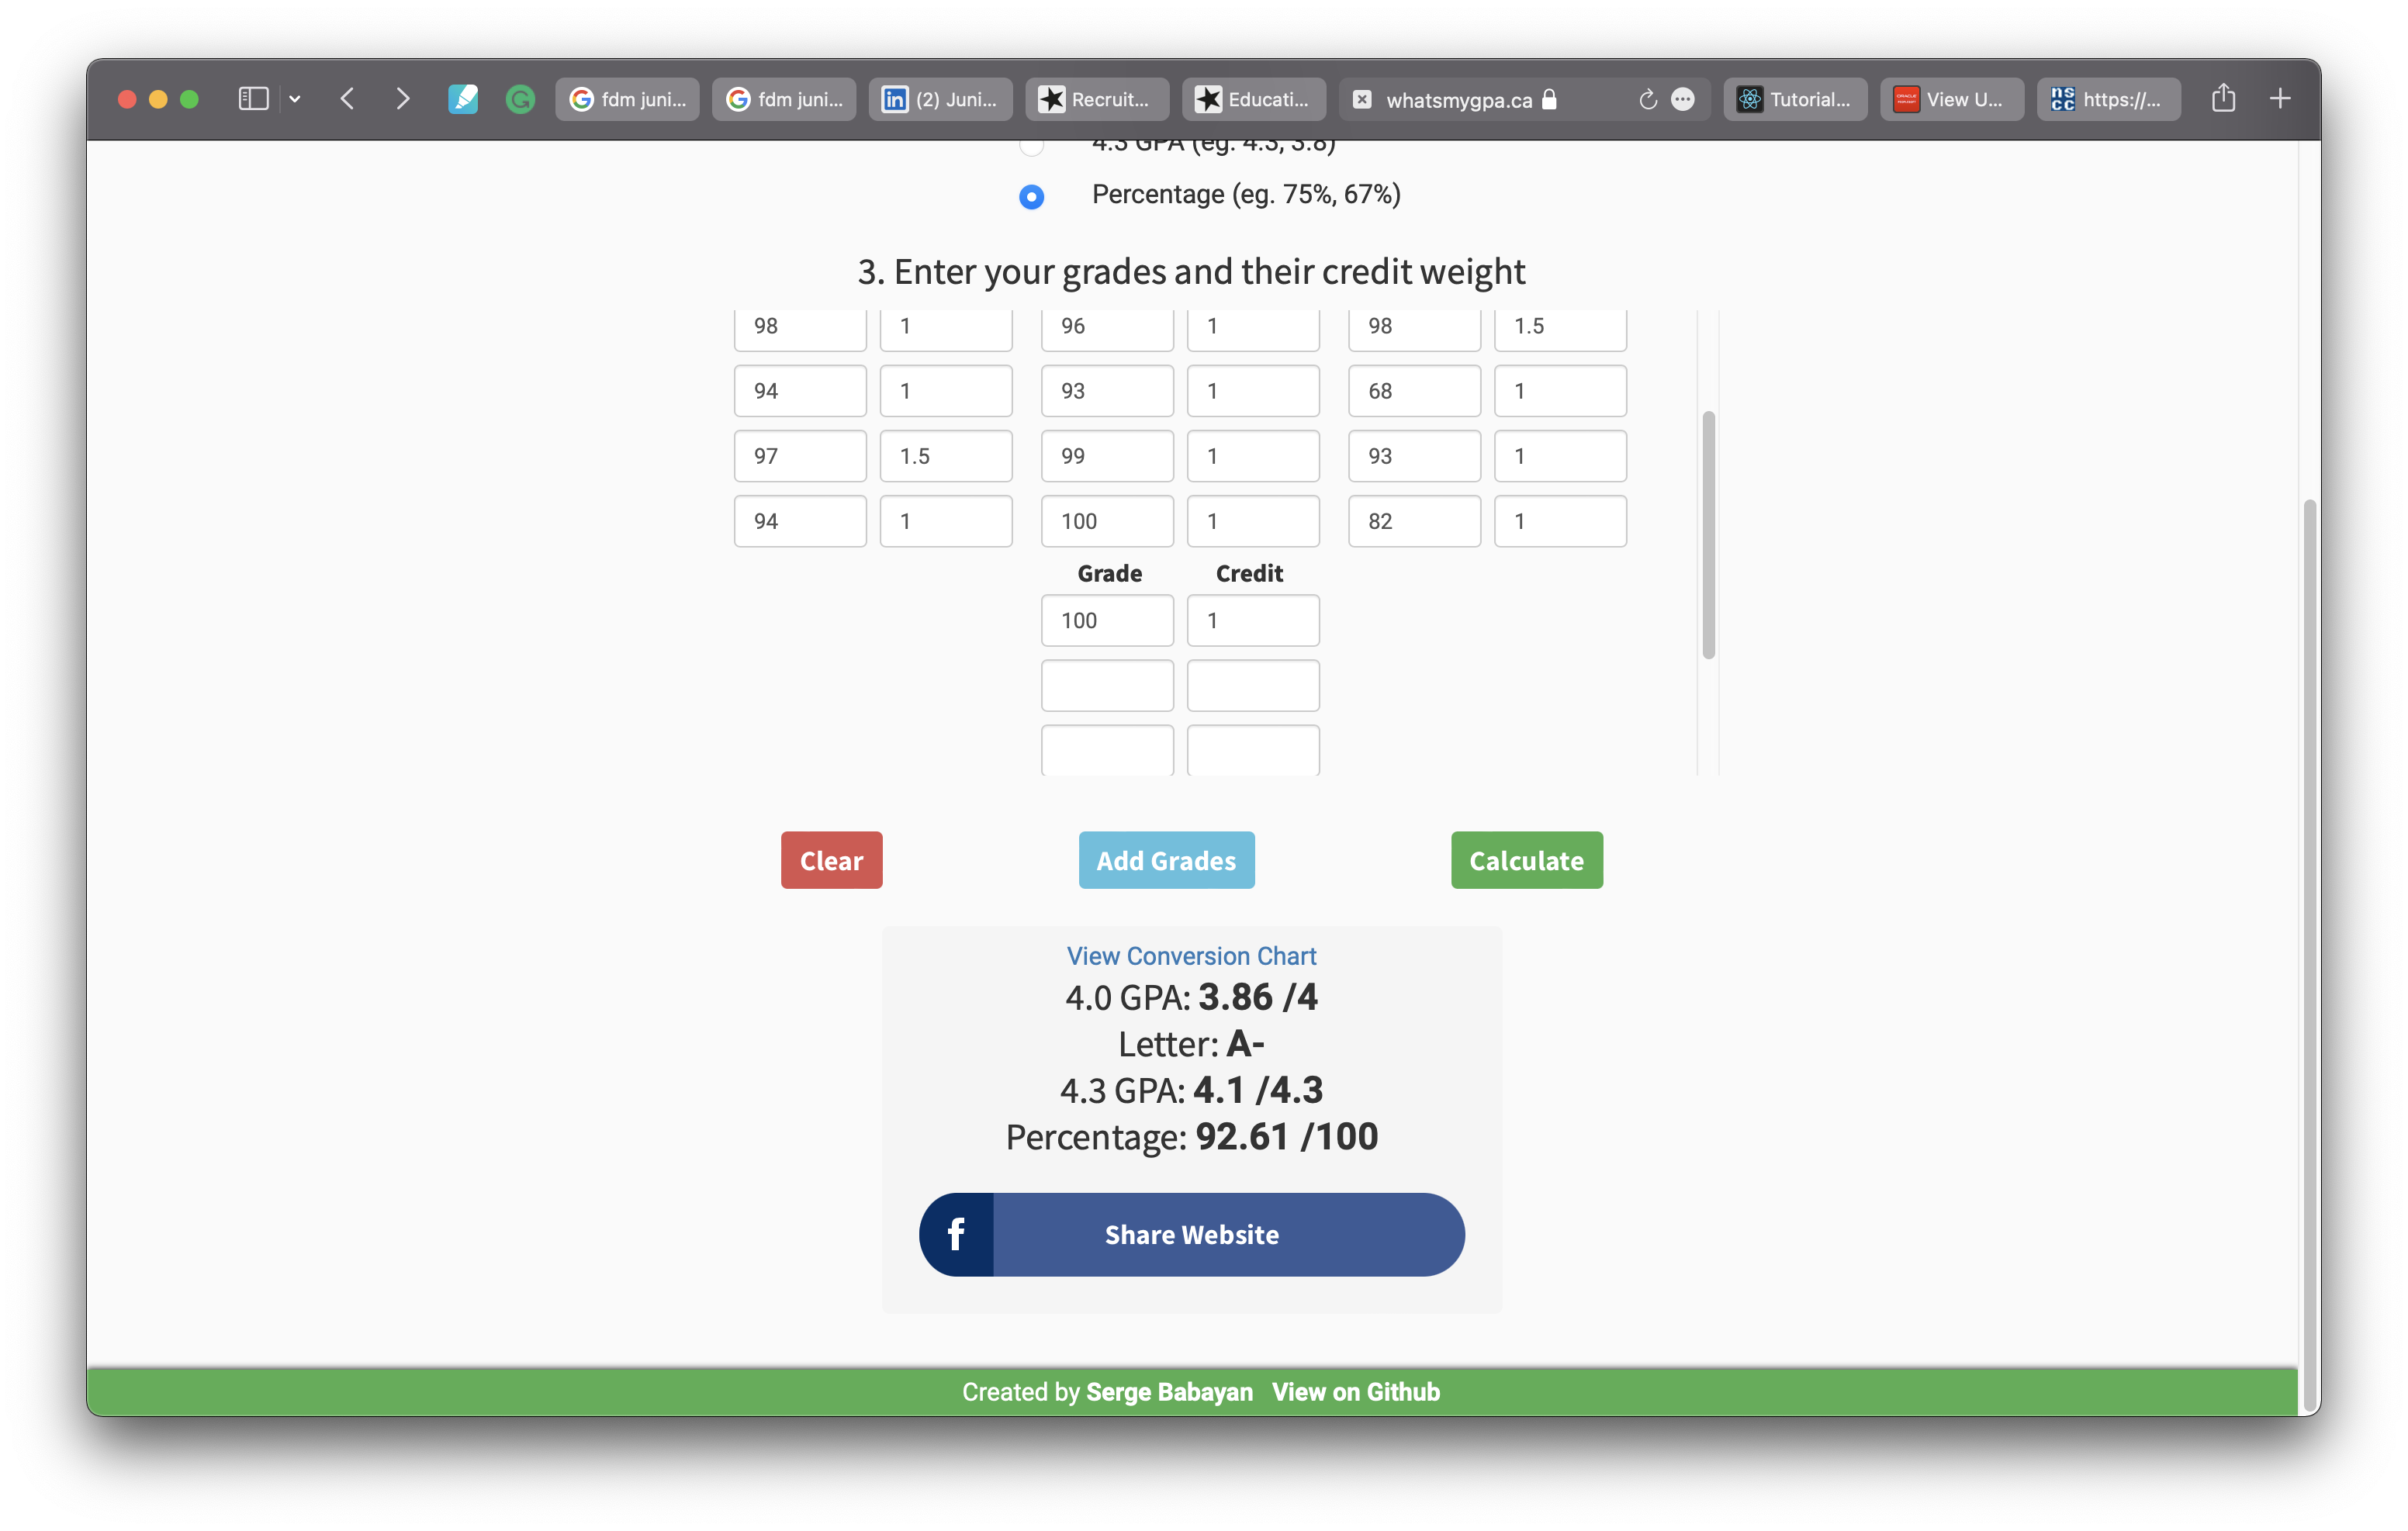 fdm juni...
fdm juni...
in (2) Juni...
Recruit...
Educati...
whatsmygpa.ca
Tutorial...
View U...
nscc https://...
4.3 GPA (eg. 4.3, 3.8)
Percentage (eg. 75%, 67%)
3. Enter your grades and their credit weight
98 1 96 1 98 1.5
94 1 93 1 68 1
97 1.5 99 1 93 1
94 1 100 1 82 1
Grade Credit
100 1
Clear Add Grades Calculate
View Conversion Chart
4.0 GPA: 3.86 /4
Letter: A-
4.3 GPA: 4.1 /4.3
Percentage: 92.61 /100
f Share Website
Created by Serge Babayan View on Github